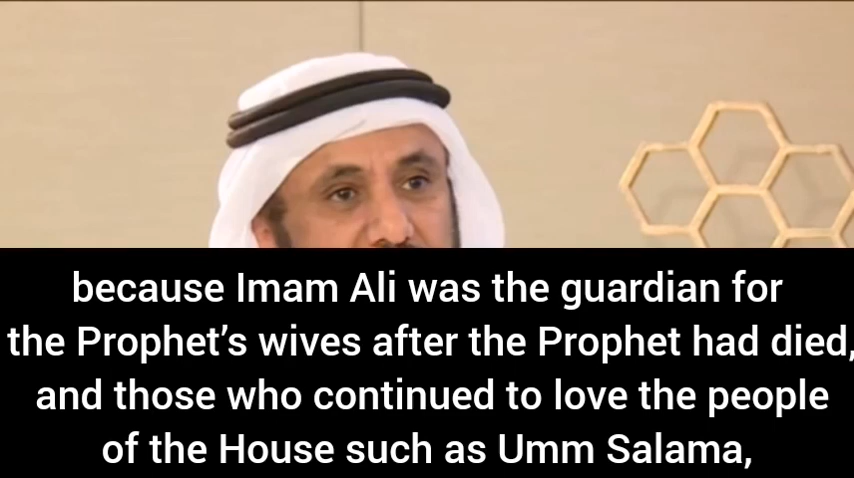 because Imam Ali was the guardian for
the Prophet’s wives after the Prophet had died,
and those who continued to love the people
of the House such as Umm Salama,